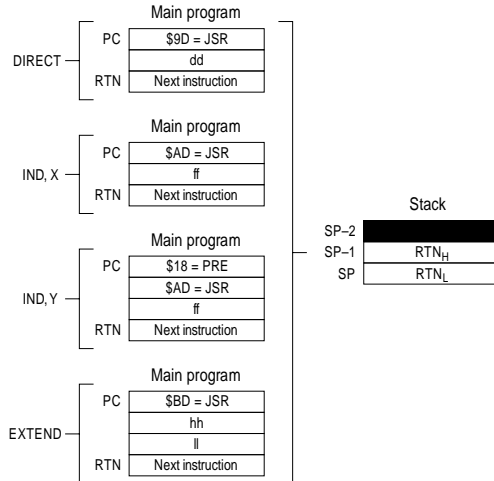 Main program
PC $9D = JSR
DIRECT dd
RTN Next instruction
Main program
PC $AD = JSR
IND, X ff
RTN Next instruction
Main program
PC $18 = PRE
$AD = JSR
IND, Y ff
RTN Next instruction
Main program
PC $BD = JSR
hh
EXTEND ll
RTN Next instruction
Stack
SP–2
SP–1 RTNH
SP RTNL